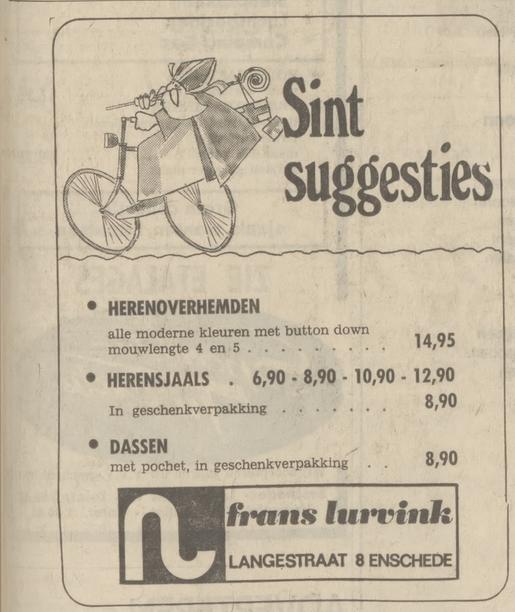 Sint
suggesties
• HERENOVERHEMDEN
alle moderne kleuren met button down
mouwlengte 4 en 5 . . . . . . . . 14,95
• HERENSJAALS . 6,90 - 8,90 - 10,90 - 12,90
In geschenkverpakking . . . . . . . 8,90
• DASSEN
met pochet, in geschenkverpakking . . 8,90
frans lurvink
LANGESTRAAT 8 ENSCHEDE